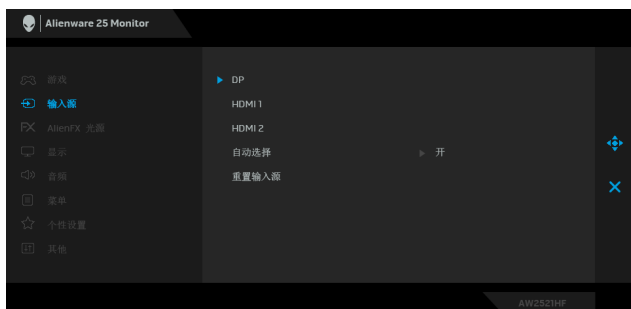 Alienware 25 Monitor
游戏
输入源
AlienFX 光源
显示
音频
菜单
个性设置
其他
DP
HDMI 1
HDMI 2
自动选择 开
重置输入源
AW2521HF